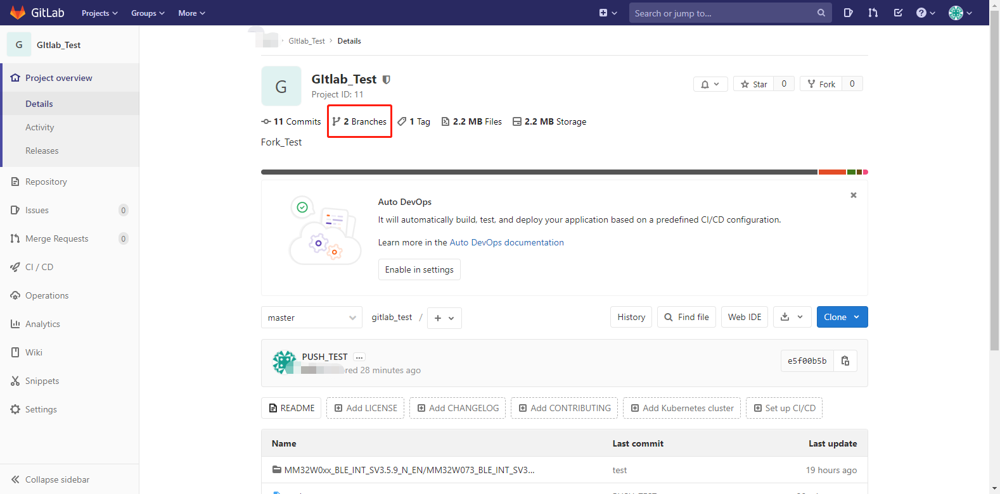 GitLab Projects Groups More Search or jump to...
G GItlab_Test
GItlab_Test > Details
Project overview
Details
Activity
Releases
Repository
Issues 0
Merge Requests 0
CI / CD
Operations
Analytics
Wiki
Snippets
Settings
Collapse sidebar
G GItlab_Test
Project ID: 11
Star 0 Fork 0
11 Commits 2 Branches 1 Tag 2.2 MB Files 2.2 MB Storage
Fork_Test
Auto DevOps
It will automatically build, test, and deploy your application based on a predefined CI/CD configuration.
Learn more in the Auto DevOps documentation
Enable in settings
master gitlab_test / + History Find file Web IDE Clone
PUSH_TEST ...
28 minutes ago
e5f00b5b
README Add LICENSE Add CHANGELOG Add CONTRIBUTING Add Kubernetes cluster Set up CI/CD
Name Last commit Last update
MM32W0xx_BLE_INT_SV3.5.9_N_EN/MM32W073_BLE_INT_SV3... test 19 hours ago